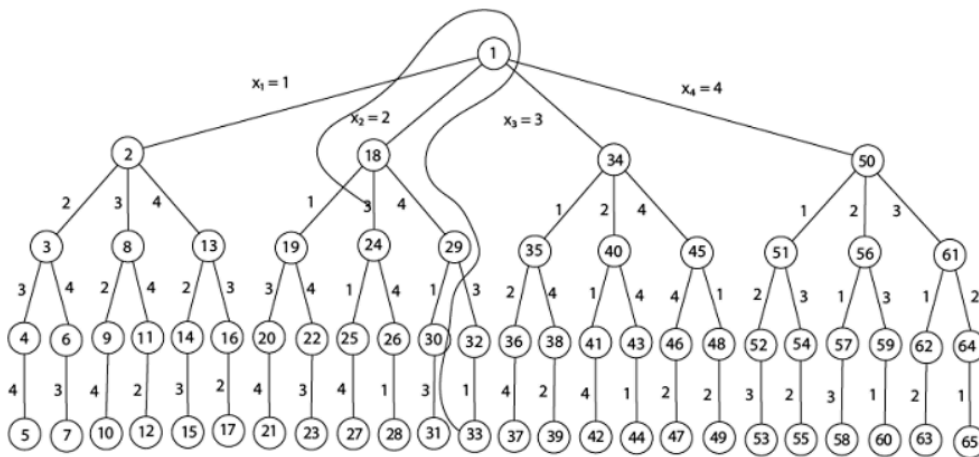 1
x₁ = 1
x₂ = 2
x₃ = 3
x₄ = 4
2 18 34 50
2 3 4 1 3 4 1 2 4 1 2 3
3 8 13 19 24 29 35 40 45 51 56 61
3 4 2 4 2 3 3 4 1 4 1 3 2 4 1 4 4 1 2 3 1 3 1 2
4 6 9 11 14 16 20 22 25 26 30 32 36 38 41 43 46 48 52 54 57 59 62 64
4 3 4 2 3 2 4 3 4 1 3 1 4 2 4 1 2 2 3 2 3 1 2 1
5 7 10 12 15 17 21 23 27 28 31 33 37 39 42 44 47 49 53 55 58 60 63 65